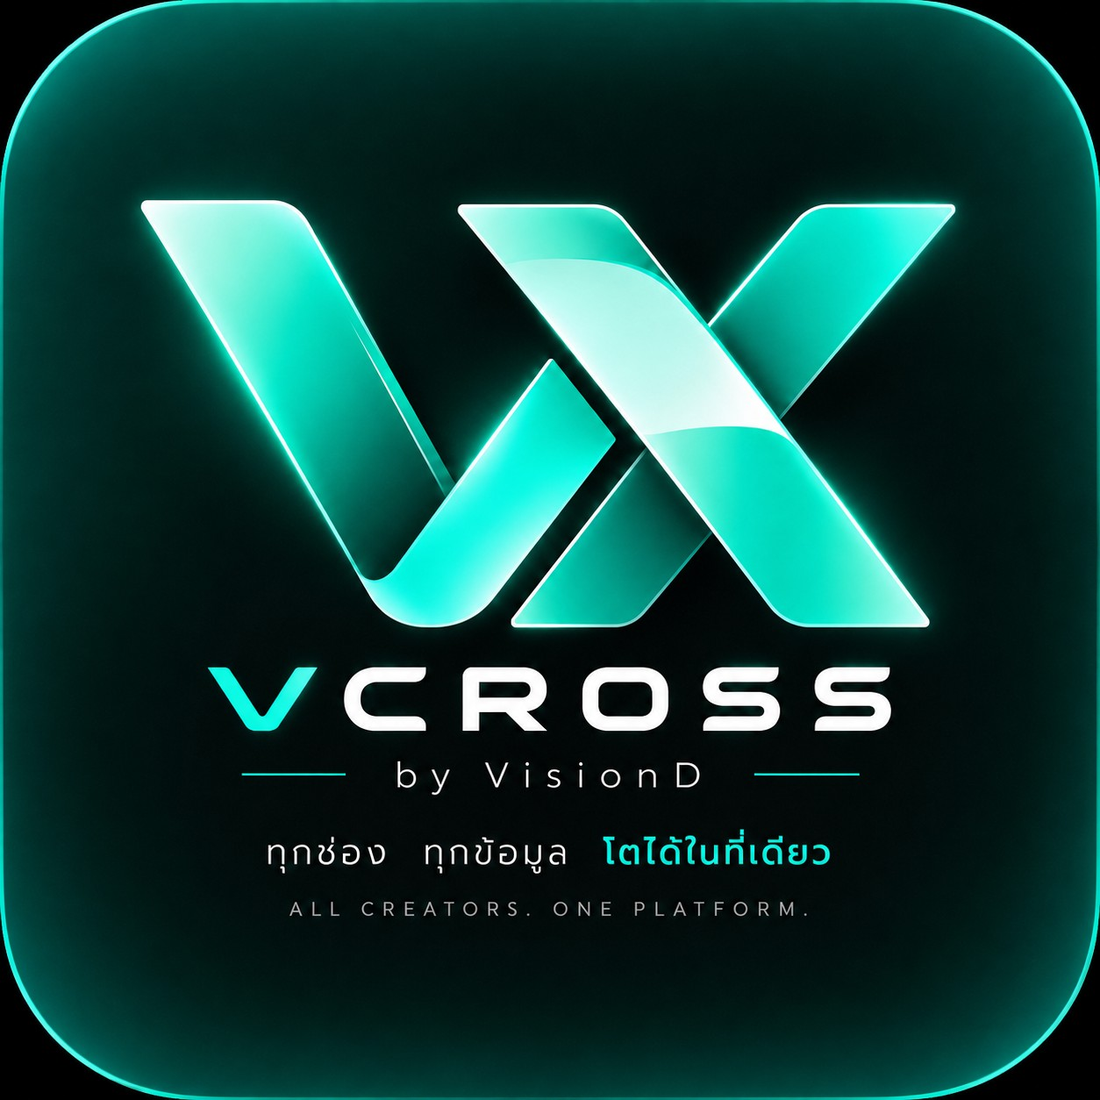 VX
VCROSS
by VisionD
ทุกช่อง ทุกข้อมูล โตได้ในที่เดียว
ALL CREATORS. ONE PLATFORM.